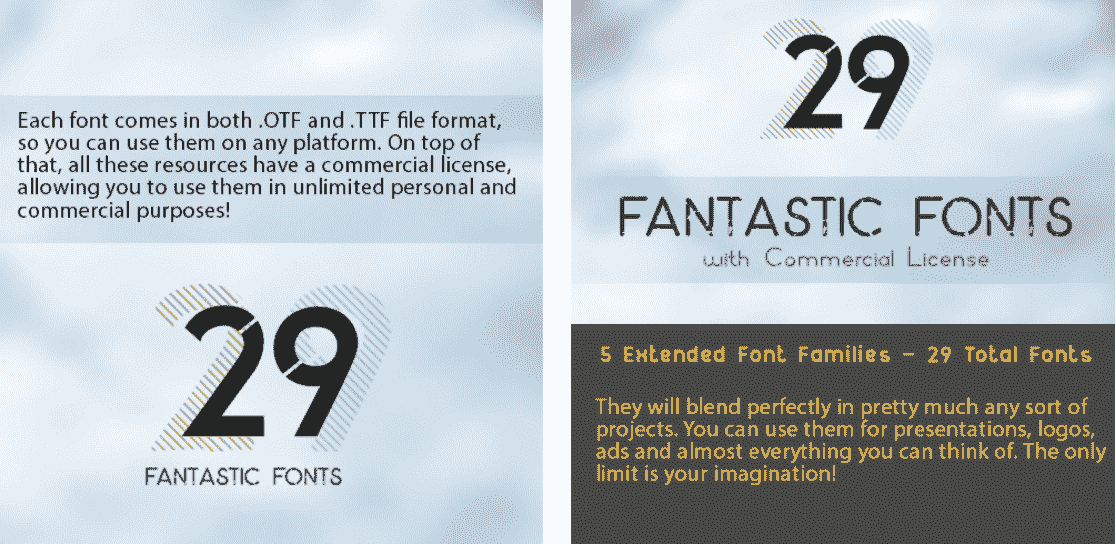 Each font comes in both .OTF and .TTF file format,
so you can use them on any platform. On top of
that, all these resources have a commercial license,
allowing you to use them in unlimited personal and
commercial purposes!
29
FANTASTIC FONTS
29
FANTASTIC FONTS
with Commercial License
5 Extended Font Families - 29 Total Fonts
They will blend perfectly in pretty much any sort of
projects. You can use them for presentations, logos,
ads and almost everything you can think of. The only
limit is your imagination!